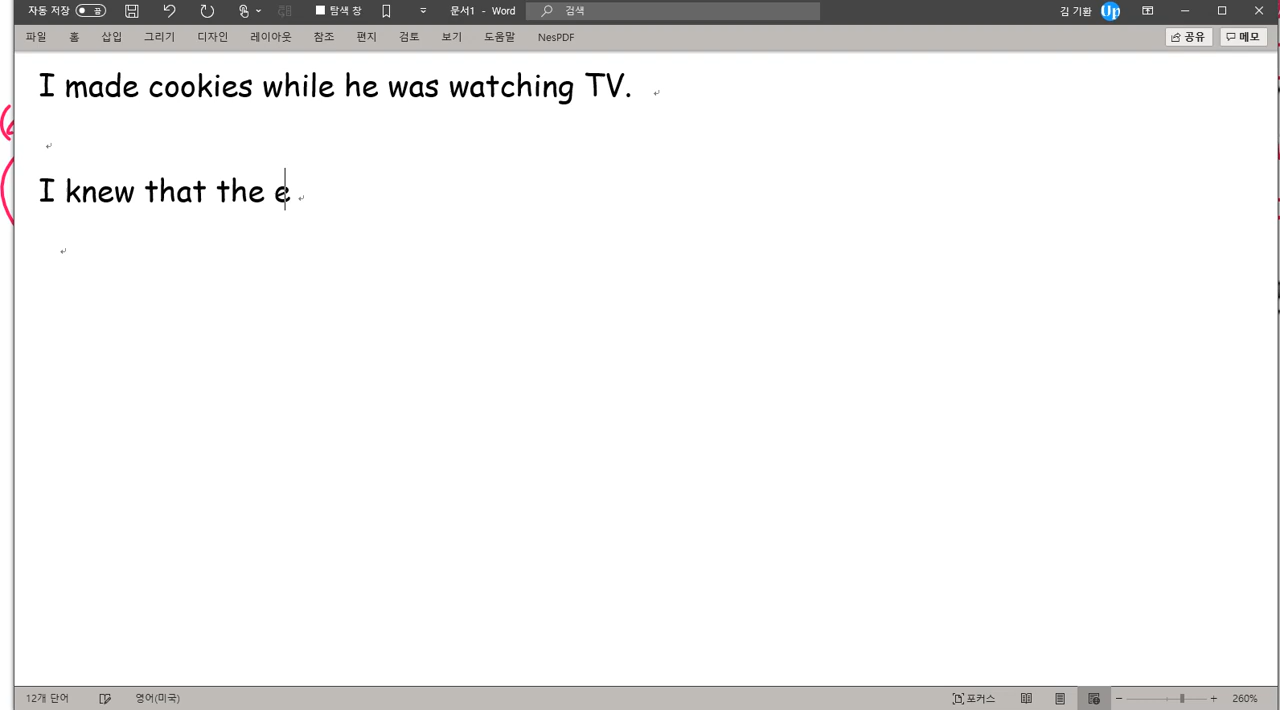 자동 저장 끔 탐색 창 문서1 - Word 검색 김 기환 Up
파일 홈 삽입 그리기 디자인 레이아웃 참조 편지 검토 보기 도움말 NesPDF 공유 메모
I made cookies while he was watching TV.
I knew that the e
12개 단어 영어(미국) 포커스 - + 260%